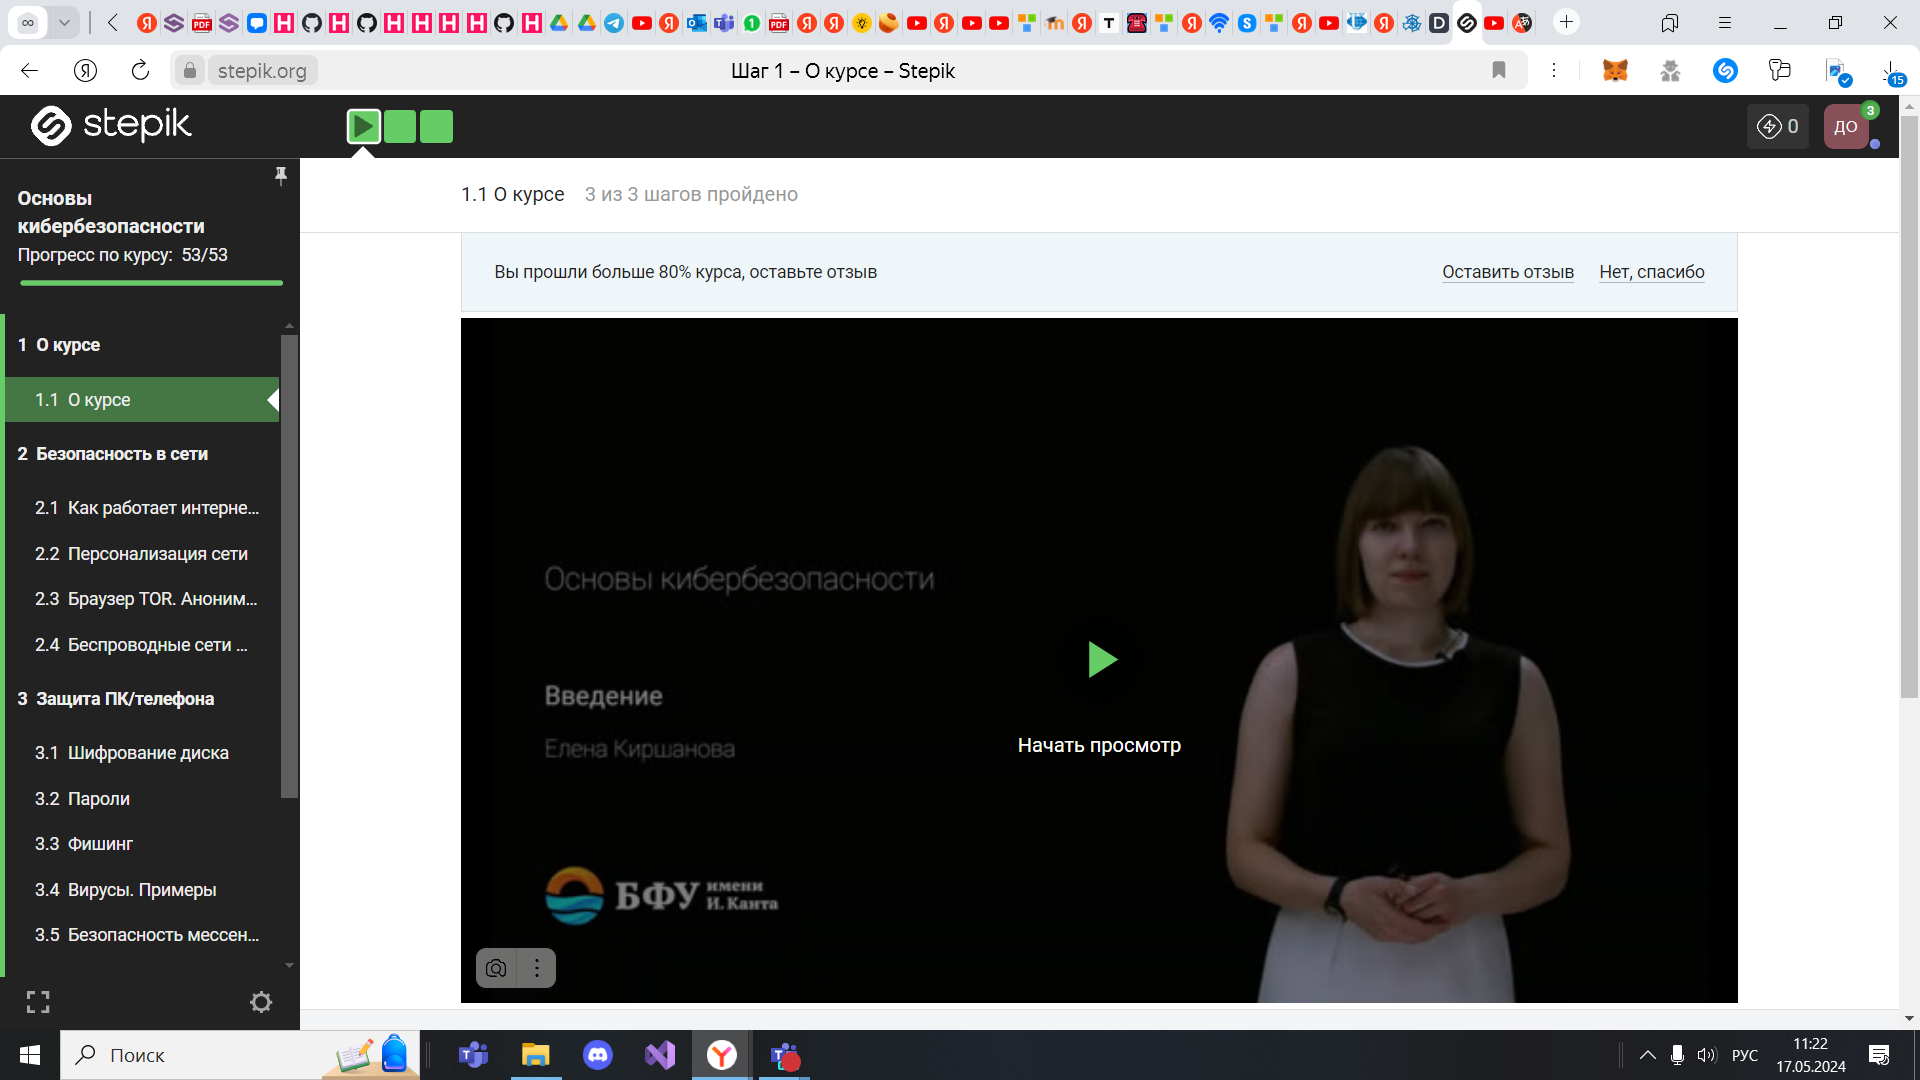 stepik.org
Шаг 1 – О курсе – Stepik
15
stepik
0
ДО
3
Основы
кибербезопасности
Прогресс по курсу: 53/53
1 О курсе
1.1 О курсе
2 Безопасность в сети
2.1 Как работает интерне...
2.2 Персонализация сети
2.3 Браузер TOR. Аноним...
2.4 Беспроводные сети ...
3 Защита ПК/телефона
3.1 Шифрование диска
3.2 Пароли
3.3 Фишинг
3.4 Вирусы. Примеры
3.5 Безопасность мессен...
1.1 О курсе 3 из 3 шагов пройдено
Вы прошли больше 80% курса, оставьте отзыв
Оставить отзыв
Нет, спасибо
Основы кибербезопасности
Введение
Елена Киршанова
Начать просмотр
БФУ имени
И. Канта
Поиск
РУС
11:22
17.05.2024